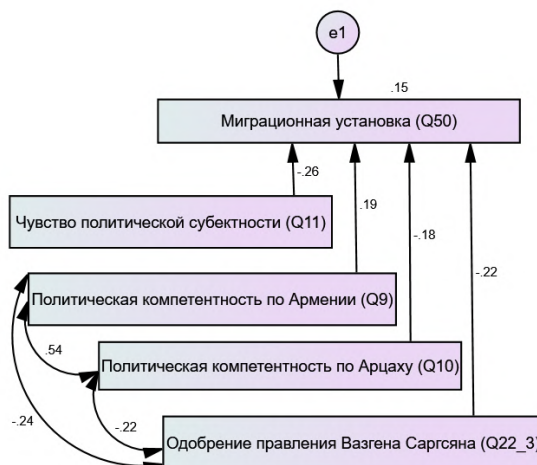 e1
.15
Миграционная установка (Q50)
-.26
.19
-.18
-.22
Чувство политической субектности (Q11)
Политическая компетентность по Армении (Q9)
.54
Политическая компетентность по Арцаху (Q10)
-.24
-.22
Одобрение правления Вазгена Саргсяна (Q22_3)